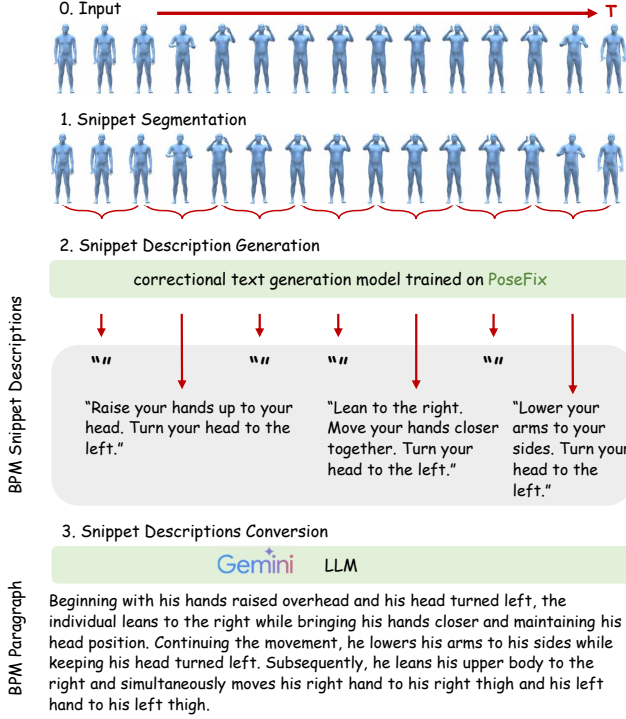 0. Input
T
1. Snippet Segmentation
2. Snippet Description Generation
correctional text generation model trained on PoseFix
BPM Snippet Descriptions
“” “” “” “”
“Raise your hands up to your
head. Turn your head to the
left.”
“Lean to the right.
Move your hands closer
together. Turn your
head to the left.”
“Lower your
arms to your
sides. Turn your
head to the
left.”
3. Snippet Descriptions Conversion
Gemini LLM
BPM Paragraph
Beginning with his hands raised overhead and his head turned left, the
individual leans to the right while bringing his hands closer and maintaining his
head position. Continuing the movement, he lowers his arms to his sides while
keeping his head turned left. Subsequently, he leans his upper body to the
right and simultaneously moves his right hand to his right thigh and his left
hand to his left thigh.